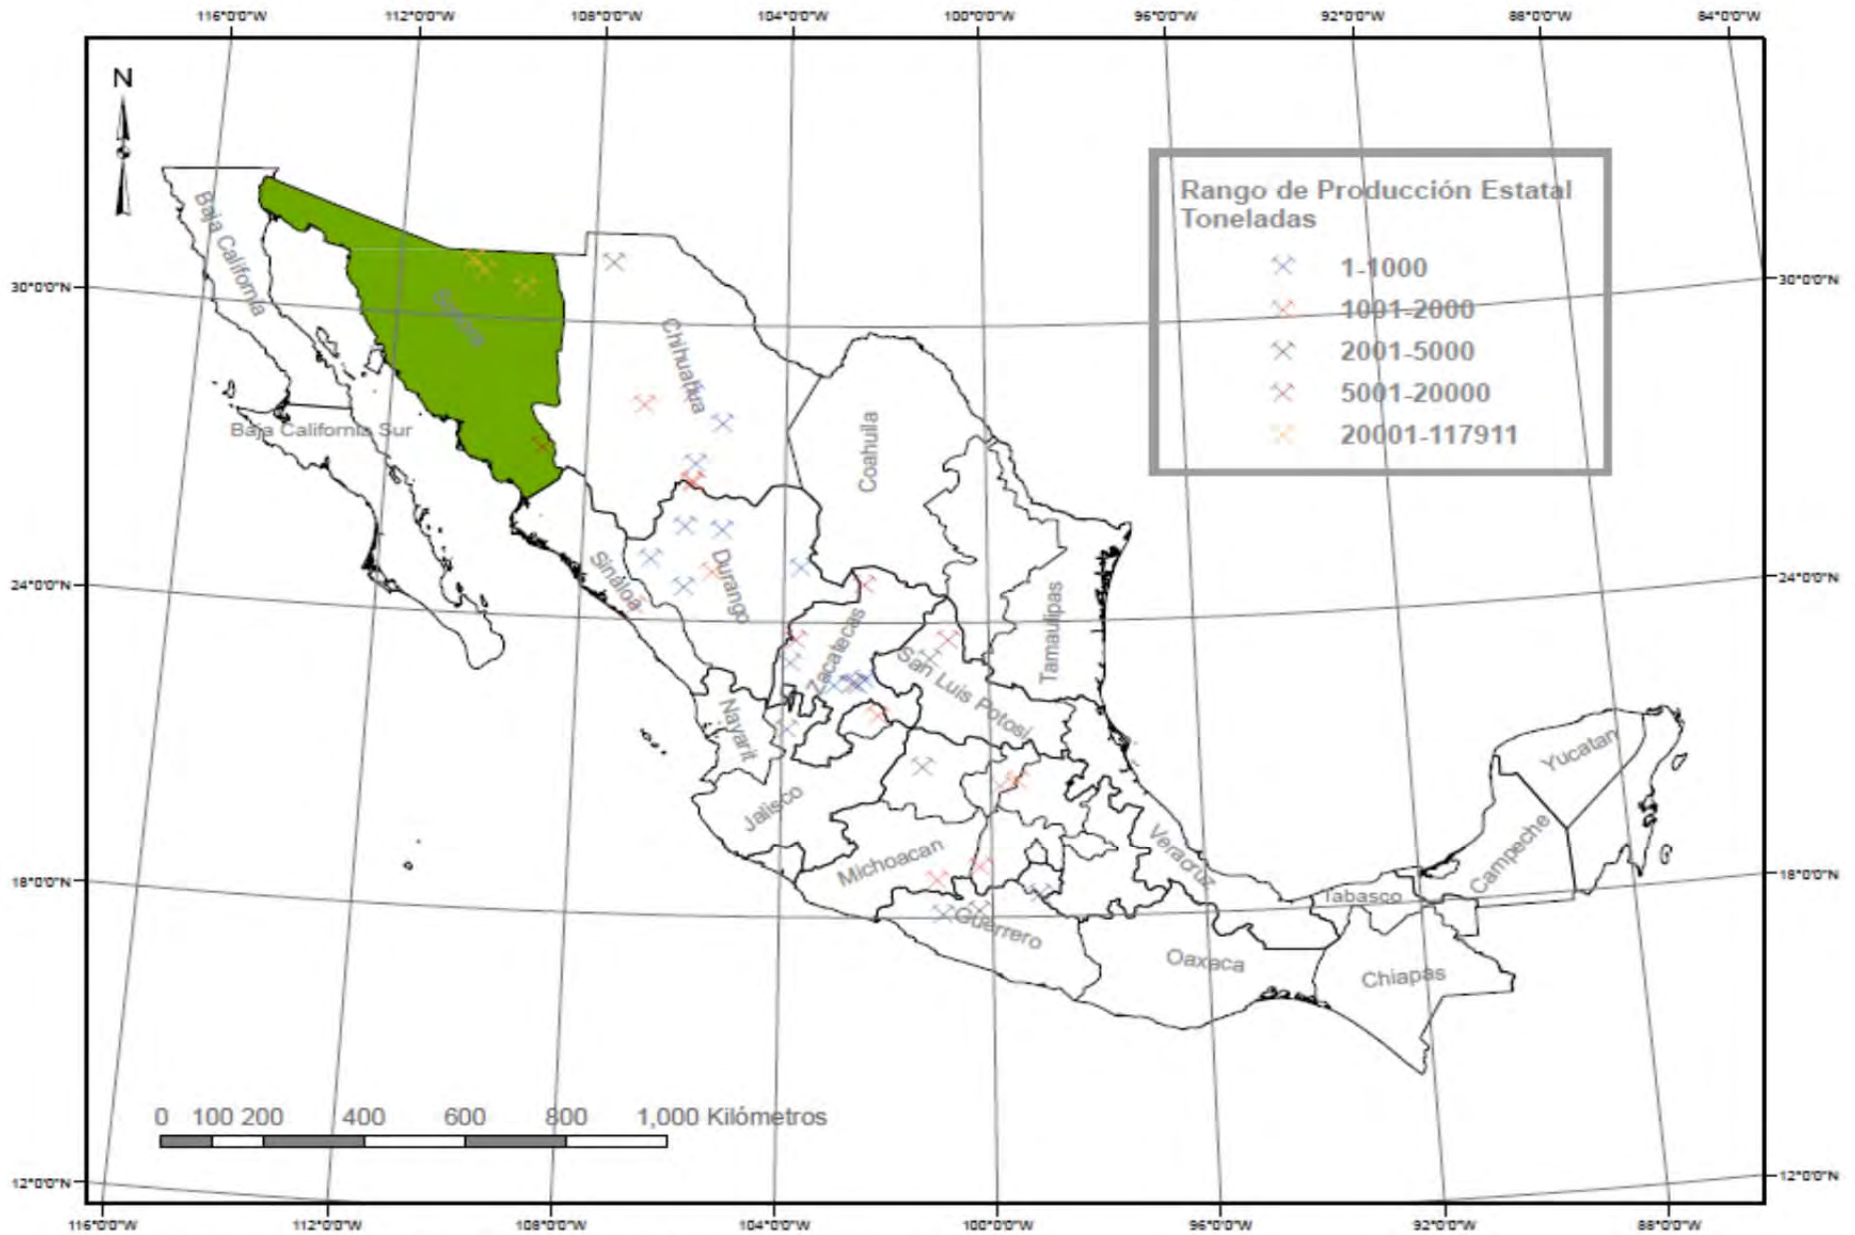 116°0'0"W 112°0'0"W 108°0'0"W 104°0'0"W 100°0'0"W 96°0'0"W 92°0'0"W 88°0'0"W 84°0'0"W
N
Rango de Producción Estatal
Toneladas
1-1000
1001-2000
2001-5000
5001-20000
20001-117911
30°0'0"N
30°0'0"N
24°0'0"N
24°0'0"N
18°0'0"N
18°0'0"N
12°0'0"N
12°0'0"N
Baja California
Sonora
Chihuahua
Baja California Sur
Coahuila
Sinaloa
Durango
Tamaulipas
Zacatecas
San Luis Potosí
Nayarit
Jalisco
Michoacan
Guerrero
Veracruz
Oaxaca
Tabasco
Chiapas
Campeche
Yucatan
0 100 200 400 600 800 1,000 Kilómetros
116°0'0"W 112°0'0"W 108°0'0"W 104°0'0"W 100°0'0"W 96°0'0"W 92°0'0"W 88°0'0"W